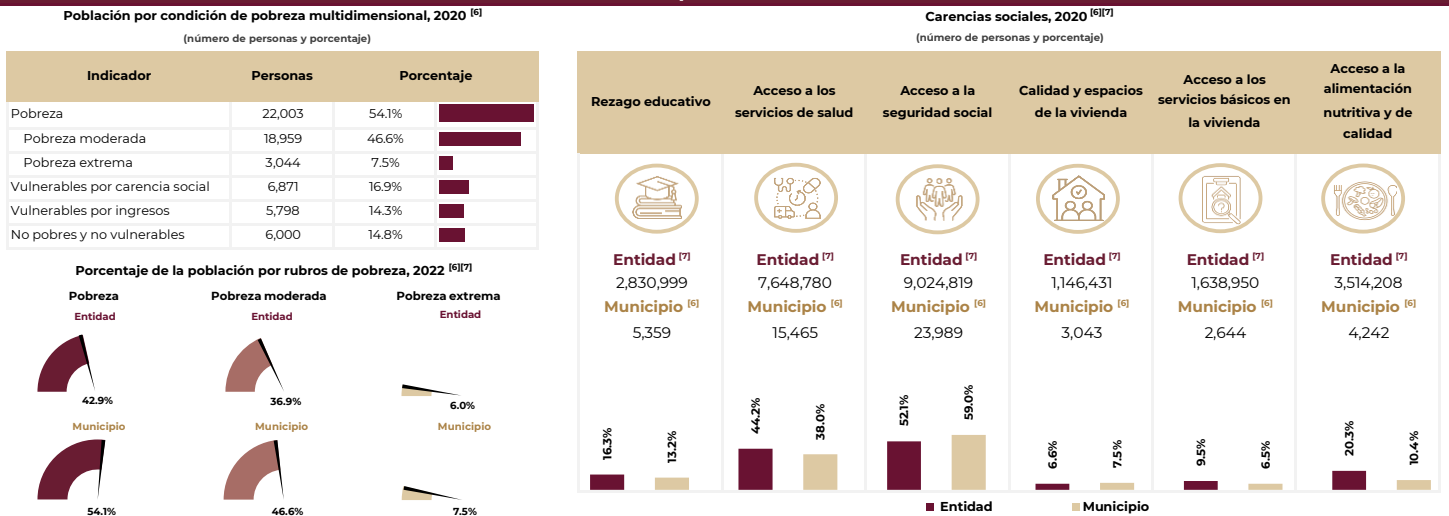 Población por condición de pobreza multidimensional, 2020 [6]
(número de personas y porcentaje)
Indicador Personas Porcentaje
Pobreza 22,003 54.1%
Pobreza moderada 18,959 46.6%
Pobreza extrema 3,044 7.5%
Vulnerables por carencia social 6,871 16.9%
Vulnerables por ingresos 5,798 14.3%
No pobres y no vulnerables 6,000 14.8%
Porcentaje de la población por rubros de pobreza, 2022 [6][7]
Pobreza Pobreza moderada Pobreza extrema
Entidad Entidad Entidad
42.9% 36.9% 6.0%
Municipio Municipio Municipio
54.1% 46.6% 7.5%
Carencias sociales, 2020 [6][7]
(número de personas y porcentaje)
Rezago educativo
Acceso a los
servicios de salud
Acceso a la
seguridad social
Calidad y espacios
de la vivienda
Acceso a los
servicios básicos en
la vivienda
Acceso a la
alimentación
nutritiva y de
calidad
Entidad [7] Entidad [7] Entidad [7] Entidad [7] Entidad [7] Entidad [7]
2,830,999 7,648,780 9,024,819 1,146,431 1,638,950 3,514,208
Municipio [6] Municipio [6] Municipio [6] Municipio [6] Municipio [6] Municipio [6]
5,359 15,465 23,989 3,043 2,644 4,242
16.3% 13.2% 44.2% 38.0% 52.1% 59.0% 6.6% 7.5% 9.5% 6.5% 20.3% 10.4%
Entidad Municipio